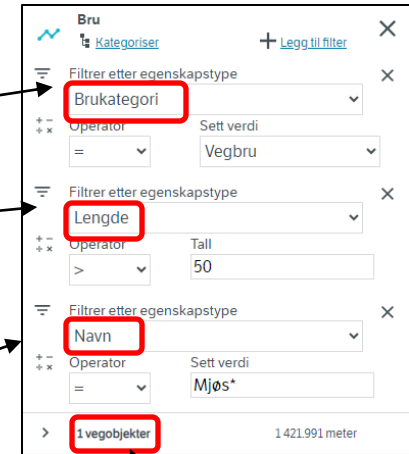 Bru
Kategoriser
Legg til filter
Filtrer etter egenskapstype
Brukategori
Operator Sett verdi
= Vegbru
Filtrer etter egenskapstype
Lengde
Operator Tall
> 50
Filtrer etter egenskapstype
Navn
Operator Sett verdi
= Mjøs*
1 vegobjekter 1 421.991 meter